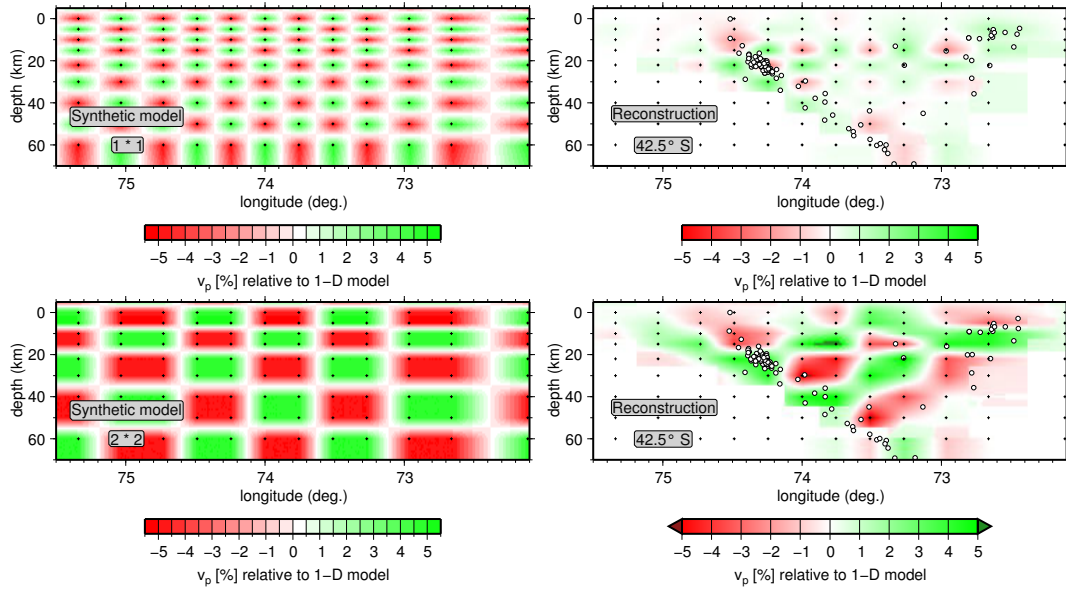 0
20
40
60
depth (km)
Synthetic model
1 * 1
75
74
73
longitude (deg.)
−5 −4 −3 −2 −1 0 1 2 3 4 5
vp [%] relative to 1−D model
0
20
40
60
depth (km)
Reconstruction
42.5° S
75
74
73
longitude (deg.)
−5 −4 −3 −2 −1 0 1 2 3 4 5
vp [%] relative to 1−D model
0
20
40
60
depth (km)
Synthetic model
2 * 2
75
74
73
longitude (deg.)
−5 −4 −3 −2 −1 0 1 2 3 4 5
vp [%] relative to 1−D model
0
20
40
60
depth (km)
Reconstruction
42.5° S
75
74
73
longitude (deg.)
−5 −4 −3 −2 −1 0 1 2 3 4 5
vp [%] relative to 1−D model